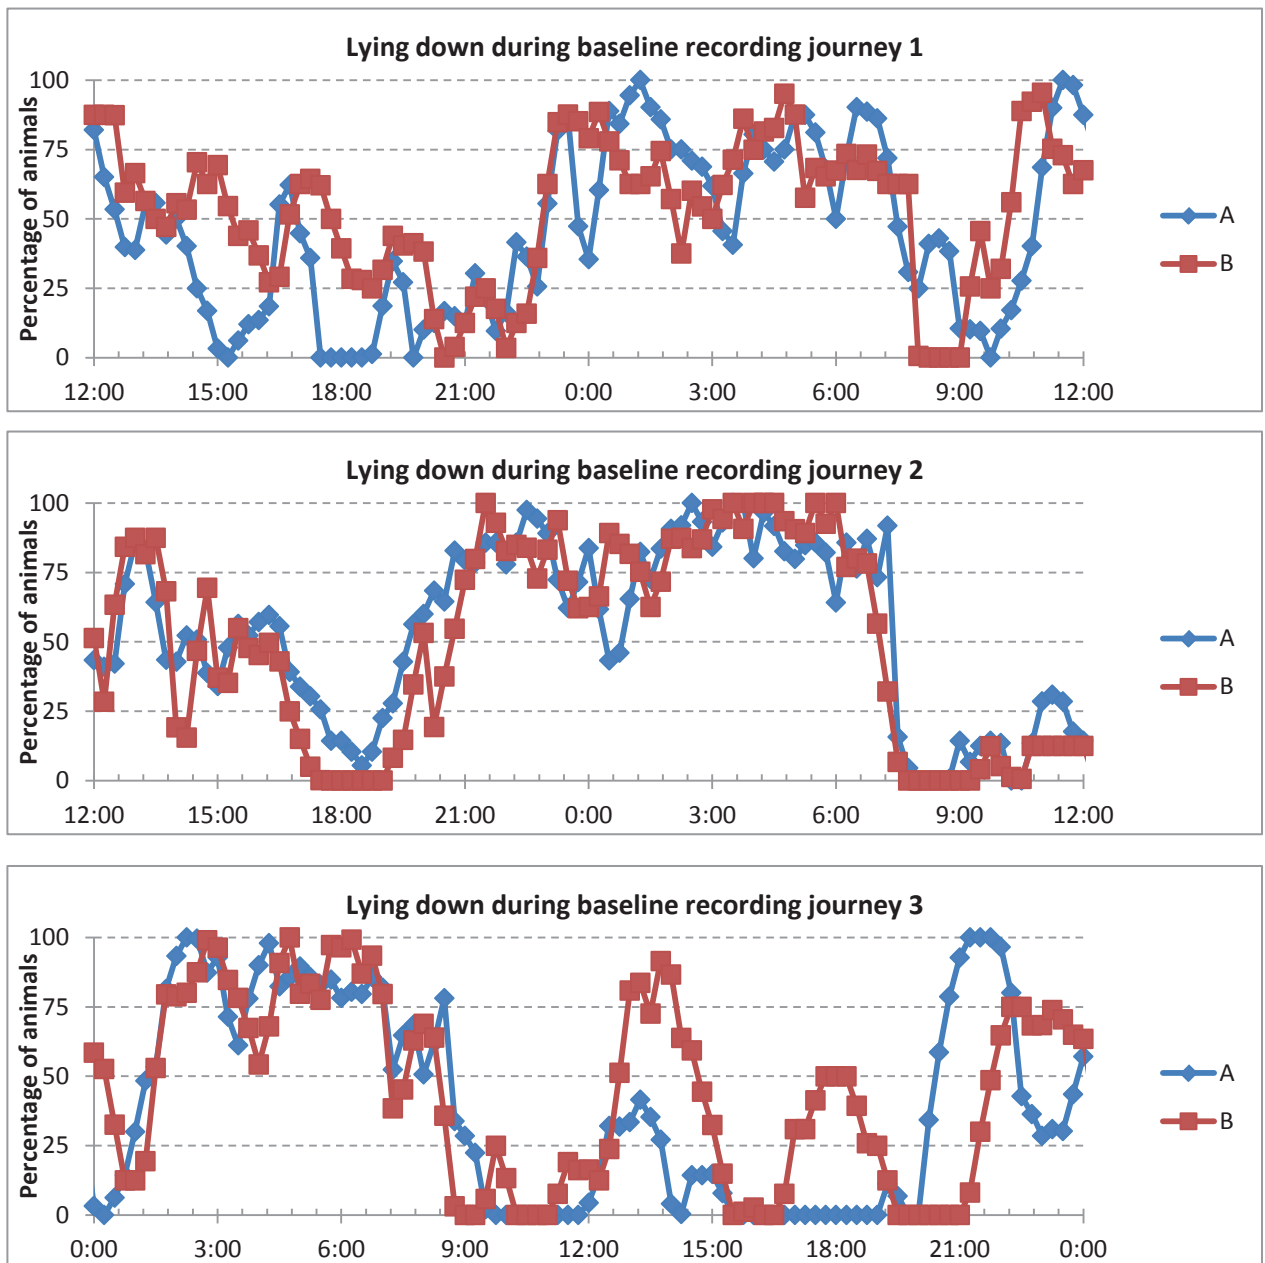 Lying down during baseline recording journey 1
Percentage of animals
100
75
50
25
0
12:00 15:00 18:00 21:00 0:00 3:00 6:00 9:00 12:00
A
B
Lying down during baseline recording journey 2
Percentage of animals
100
75
50
25
0
12:00 15:00 18:00 21:00 0:00 3:00 6:00 9:00 12:00
A
B
Lying down during baseline recording journey 3
Percentage of animals
100
75
50
25
0
0:00 3:00 6:00 9:00 12:00 15:00 18:00 21:00 0:00
A
B